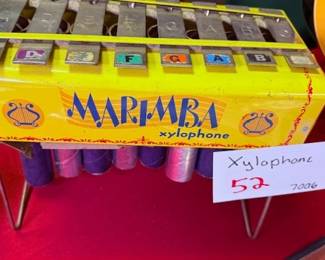 D E F G A B
MARIMBA
xylophone
Xylophone
52
7006